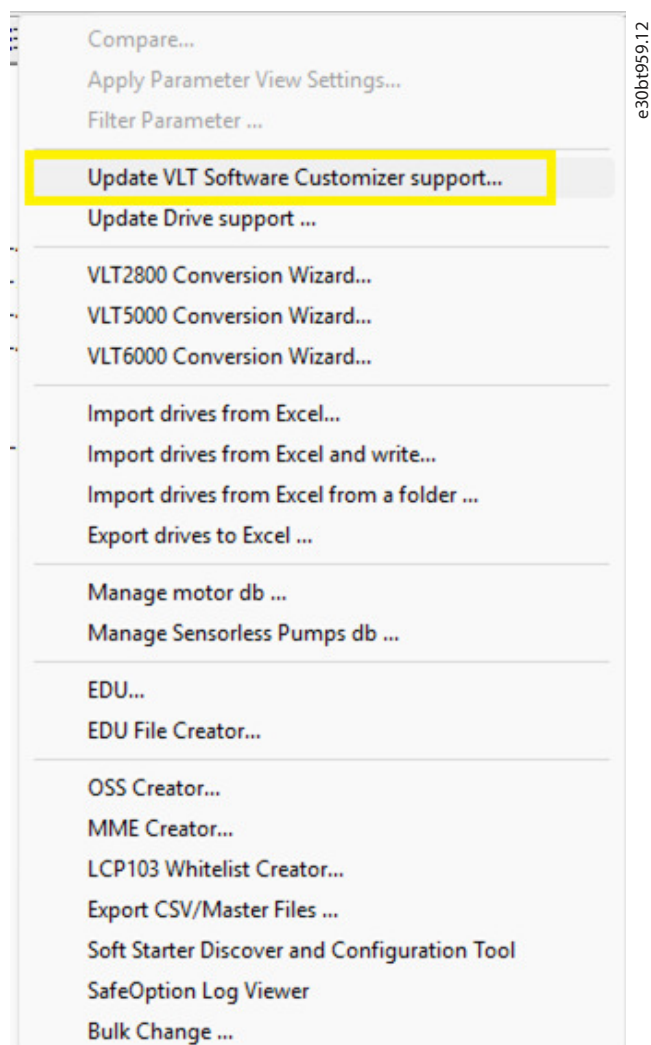 Compare...
Apply Parameter View Settings...
Filter Parameter ...
Update VLT Software Customizer support...
Update Drive support ...
VLT2800 Conversion Wizard...
VLT5000 Conversion Wizard...
VLT6000 Conversion Wizard...
Import drives from Excel...
Import drives from Excel and write...
Import drives from Excel from a folder ...
Export drives to Excel ...
Manage motor db ...
Manage Sensorless Pumps db ...
EDU...
EDU File Creator...
OSS Creator...
MME Creator...
LCP103 Whitelist Creator...
Export CSV/Master Files ...
Soft Starter Discover and Configuration Tool
SafeOption Log Viewer
Bulk Change ...
e30bt959.12